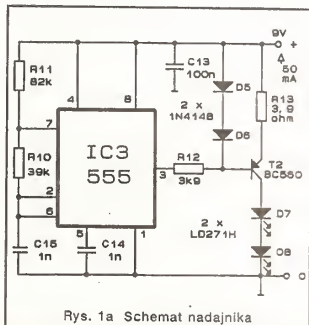 9V
+
50
mA
C13
100n
R11
82k
D5
R13
3,9
ohm
4
8
2 x
1N4148
7
D6
IC3
555
R12
3k9
3
T2
BC560
R10
39k
2
6
D7
2 x
LD271H
5
1
C15
1n
C14
1n
D8
0
Rys. 1a Schemat nadajnika